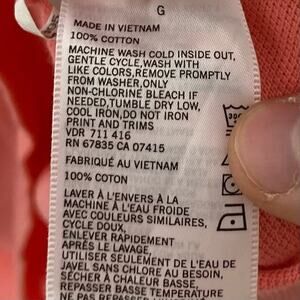 G
MADE IN VIETNAM
100% COTTON
MACHINE WASH COLD INSIDE OUT,
GENTLE CYCLE,WASH WITH
LIKE COLORS,REMOVE PROMPTLY
FROM WASHER,ONLY
NON-CHLORINE BLEACH IF
NEEDED,TUMBLE DRY LOW,
COOL IRON,DO NOT IRON
PRINT AND TRIMS
VDR 711 416
RN 67835 CA 07415
FABRIQUÉ AU VIETNAM
100% COTON
LAVER À L'ENVERS À LA
MACHINE À L'EAU FROIDE
AVEC COULEURS SIMILAIRES,
CYCLE DOUX,
ENLEVER RAPIDEMENT
APRÈS LE LAVAGE,
UTILISER SEULEMENT DE L'EAU DE
JAVEL SANS CHLORE AU BESOIN,
SÉCHER À CHALEUR BASSE,
REPASSER BASSE TEMPÉRATURE
NE PAS REPASSER